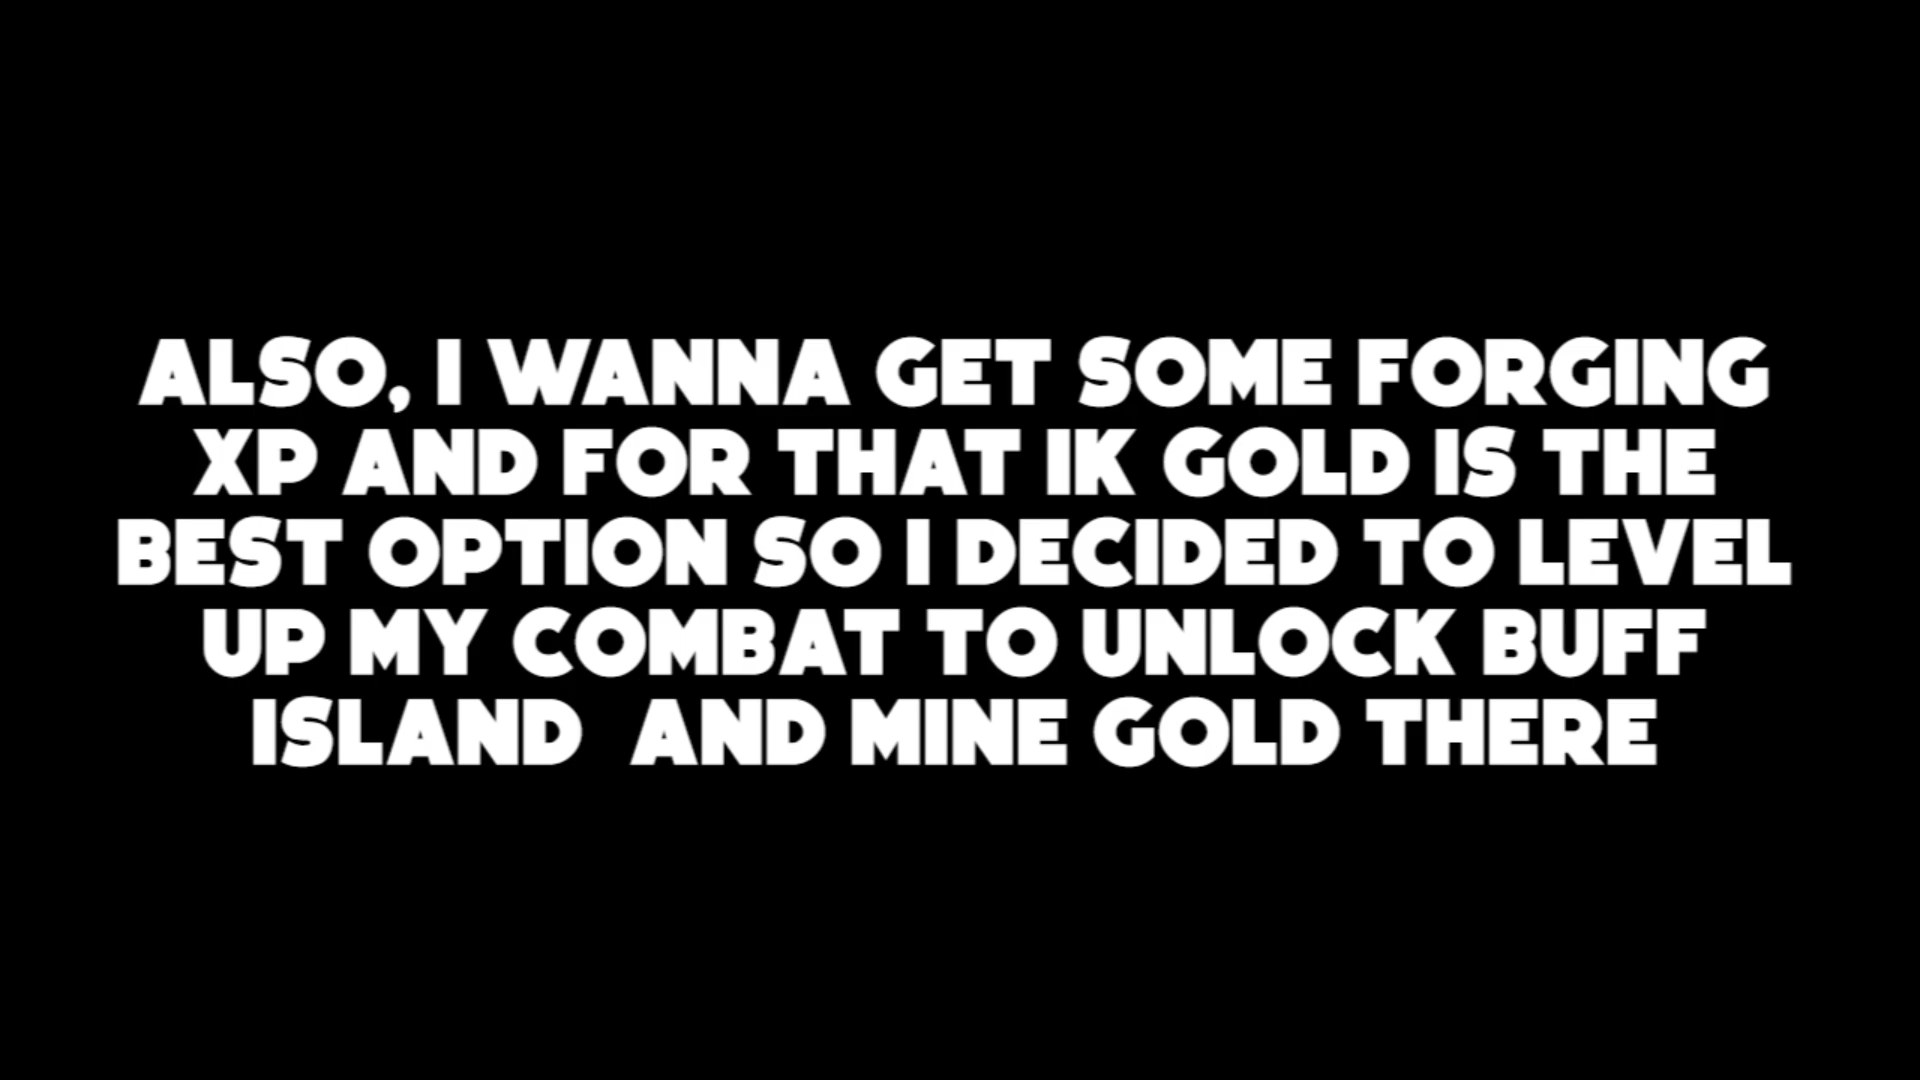 ALSO, I WANNA GET SOME FORGING
XP AND FOR THAT IK GOLD IS THE
BEST OPTION SO I DECIDED TO LEVEL
UP MY COMBAT TO UNLOCK BUFF
ISLAND  AND MINE GOLD THERE